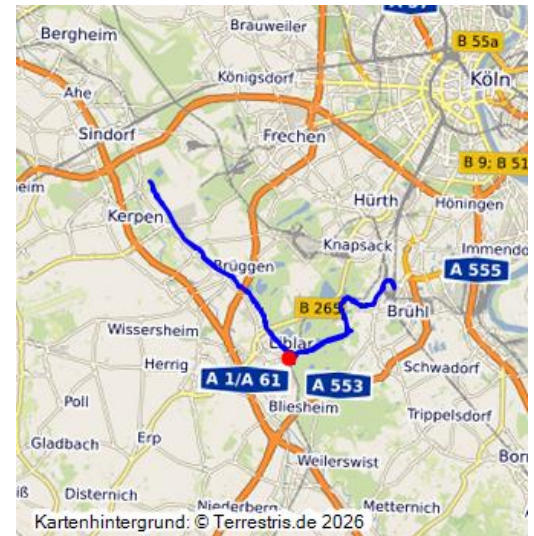 Bergheim
Brauweiler
B 55a
Königsdorf
Köln
Ahe
Sindorf
Frechen
B 9; B 51
Hürth
Höningen
Kerpen
Knapsack
Immendo
Brüggen
A 555
B 265
Brühl
Wissersheim
Liblar
Herrig
A 1/A 61
A 553
Schwadorf
Poll
Bliesheim
Trippelsdorf
Gladbach
Erp
Weilerswist
Bon
Disternich
Niederberg
Metternich
Kartenhintergrund: © Terrestris.de 2026